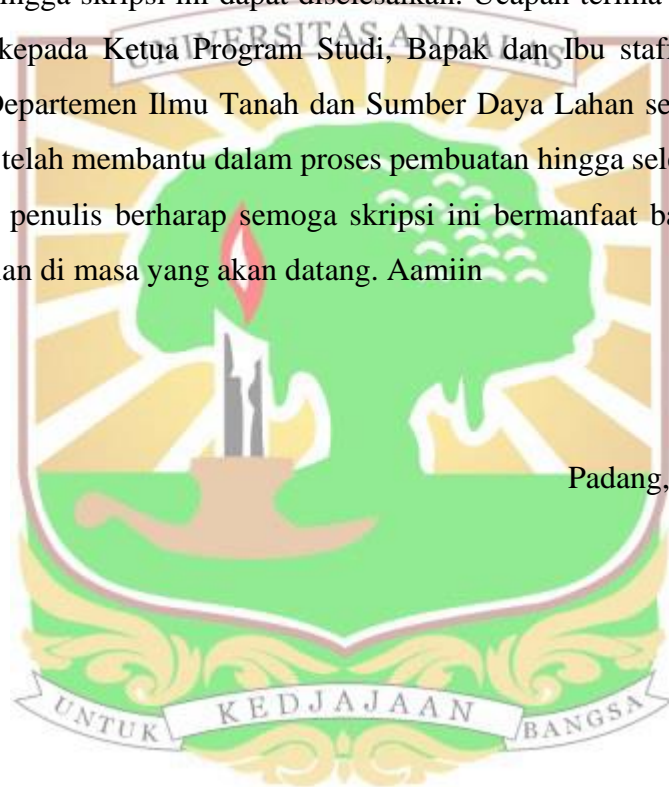 ngga skripsi ini dapat diselesaikan. Ucapan
UNIVERSITAS ANDALAS
kepada Ketua Program Studi, Bapak dan Ibu staf
Departemen Ilmu Tanah dan Sumber Daya Lahan se
telah membantu dalam proses pembuatan hingga sel
penulis berharap semoga skripsi ini bermanfaat ba
an di masa yang akan datang. Aamiin
Padang,
UNTUK KEDJAJAAN BANGSA